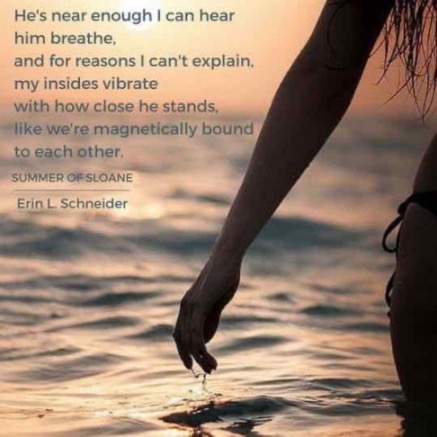 He's near enough I can hear
him breathe,
and for reasons I can't explain,
my insides vibrate
with how close he stands,
like we're magnetically bound
to each other.
SUMMER OF SLOANE
Erin L. Schneider